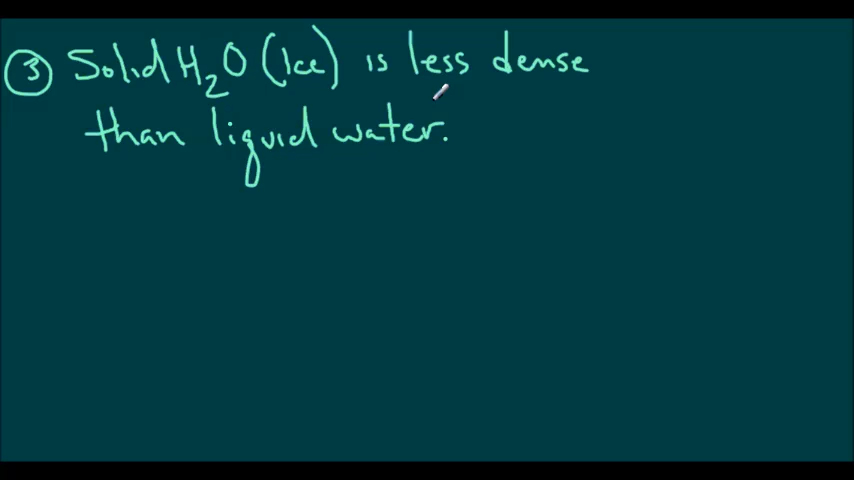 ③ Solid H₂O (Ice) is less dense
than liquid water.